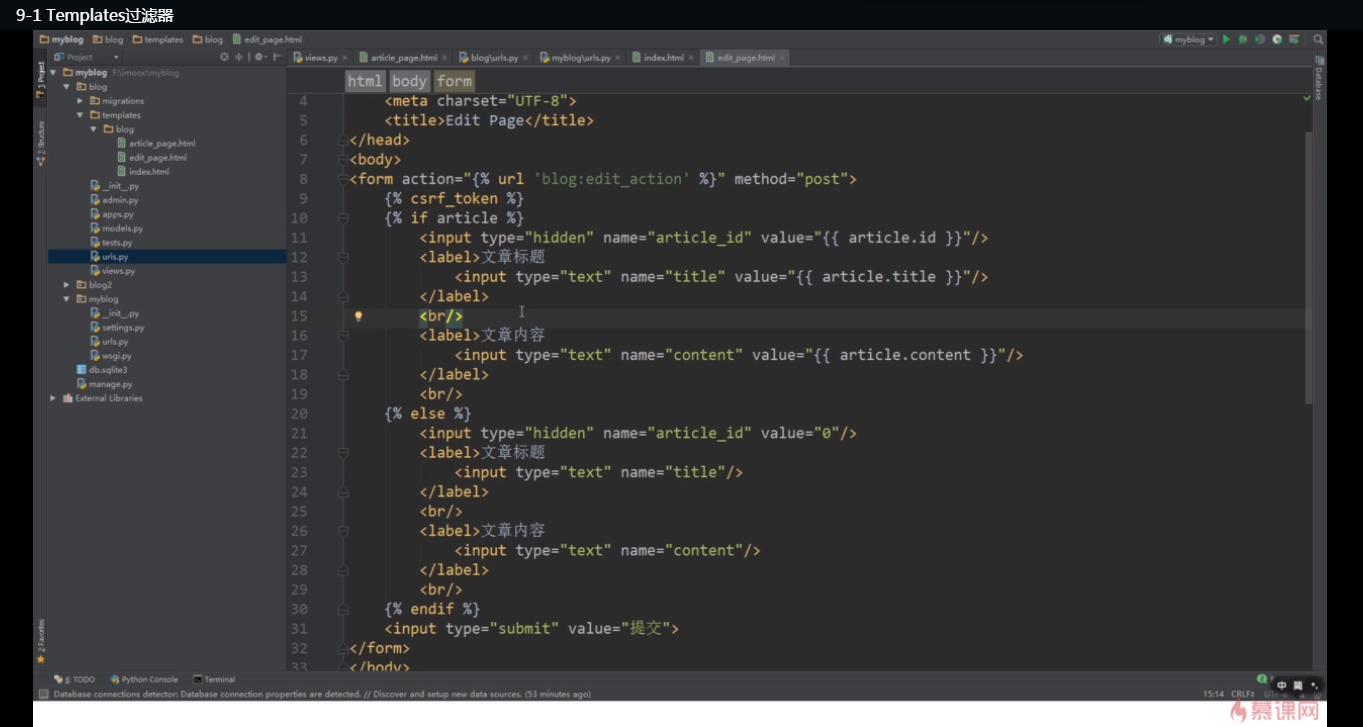 9-1 Templates过滤器
myblog blog templates blog edit_page.html
myblog
Project
views.py article_page.html blog\urls.py myblog\urls.py index.html edit_page.html
1: Project
2: Structure
2: Favorites
Database
myblog F:\imooc\myblog
blog
migrations
templates
blog
article_page.html
edit_page.html
index.html
__init__.py
admin.py
apps.py
models.py
tests.py
urls.py
views.py
blog2
myblog
__init__.py
settings.py
urls.py
wsgi.py
db.sqlite3
manage.py
External Libraries
html body form
4 <meta charset="UTF-8">
5 <title>Edit Page</title>
6 </head>
7 <body>
8 <form action="{% url 'blog:edit_action' %}" method="post">
9 {% csrf_token %}
10 {% if article %}
11 <input type="hidden" name="article_id" value="{{ article.id }}"/>
12 <label>文章标题
13 <input type="text" name="title" value="{{ article.title }}"/>
14 </label>
15 <br/>
16 <label>文章内容
17 <input type="text" name="content" value="{{ article.content }}"/>
18 </label>
19 <br/>
20 {% else %}
21 <input type="hidden" name="article_id" value="0"/>
22 <label>文章标题
23 <input type="text" name="title"/>
24 </label>
25 <br/>
26 <label>文章内容
27 <input type="text" name="content"/>
28 </label>
29 <br/>
30 {% endif %}
31 <input type="submit" value="提交">
32 </form>
33 </body>
6: TODO Python Console Terminal
Database connections detector: Database connection properties are detected. // Discover and setup new data sources. (53 minutes ago)
15:14 CRLF÷
中 简
慕课网